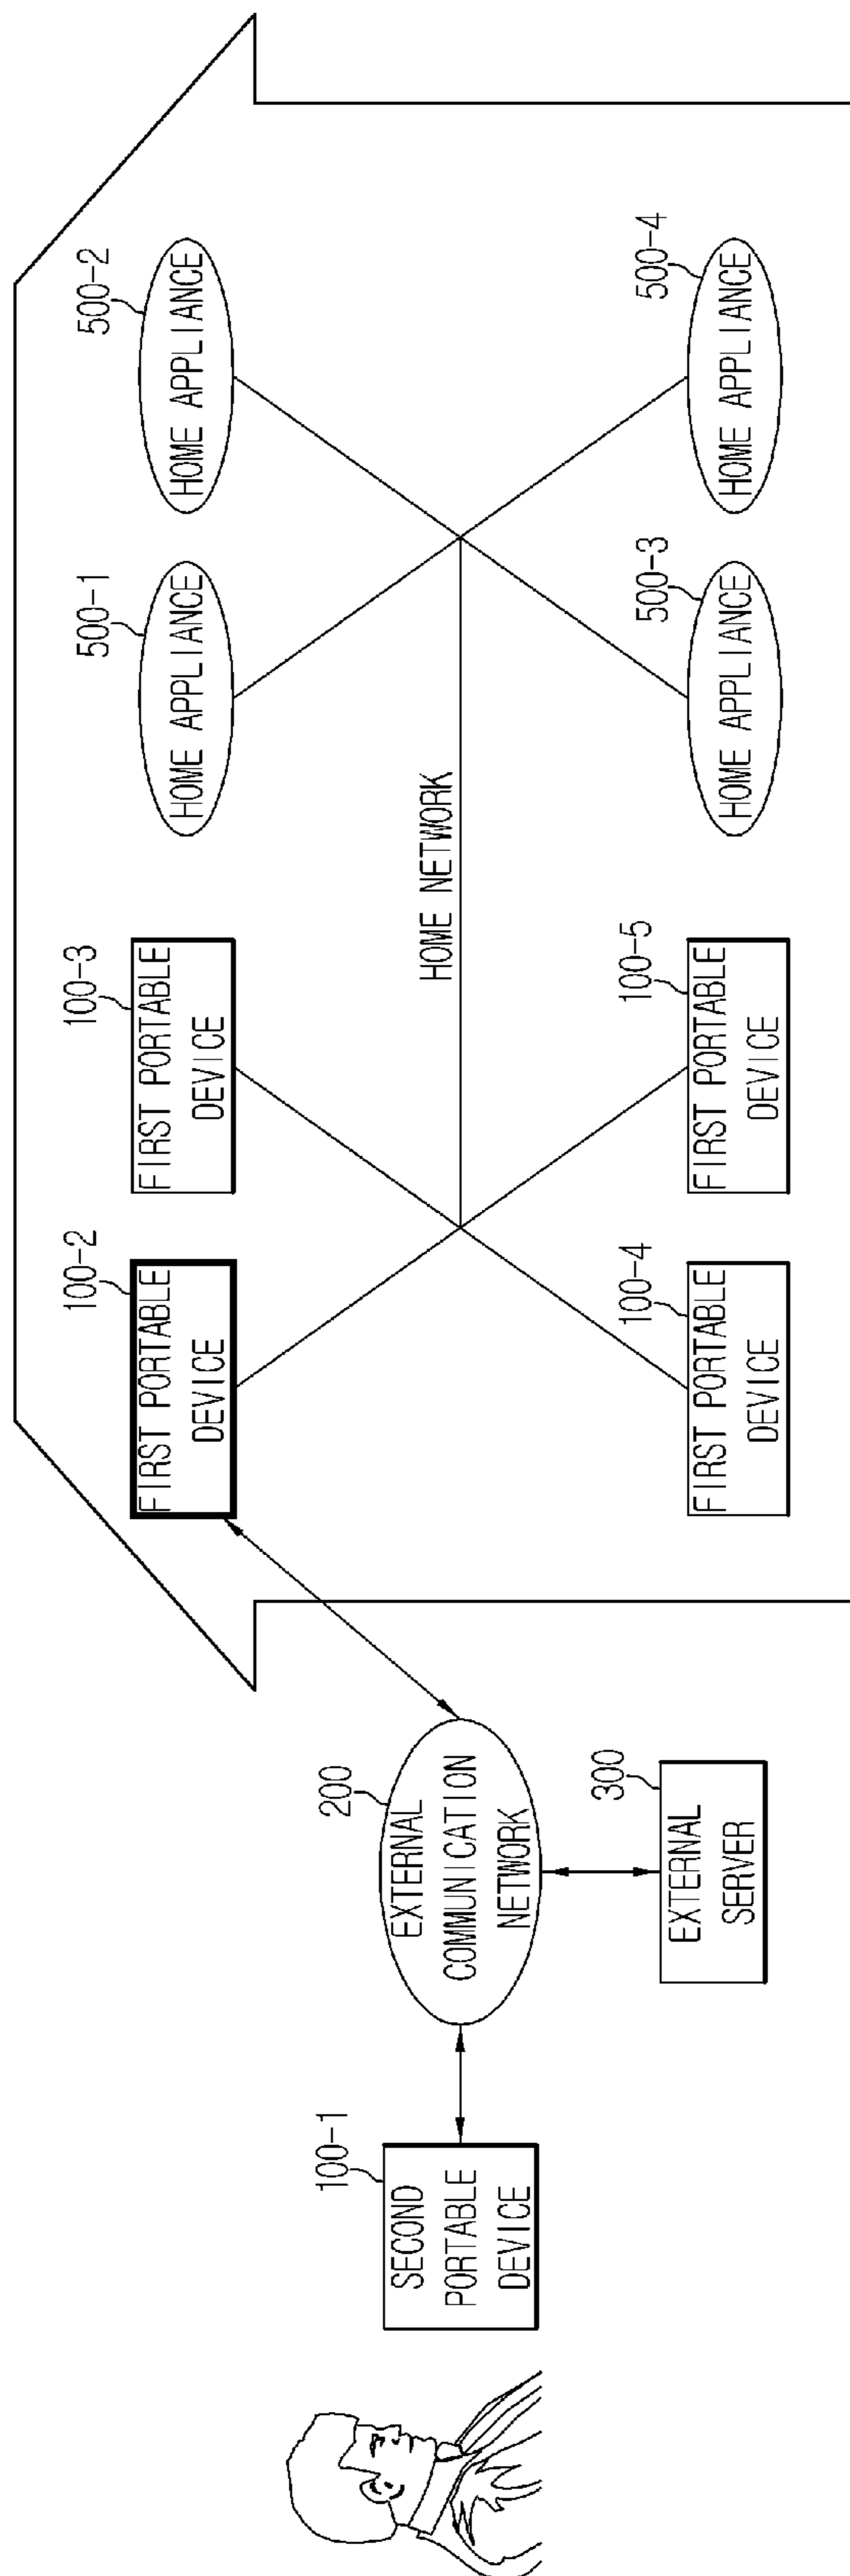 100-1
SECOND
PORTABLE
DEVICE
200
EXTERNAL
COMMUNICATION
NETWORK
300
EXTERNAL
SERVER
100-2
FIRST PORTABLE
DEVICE
100-3
FIRST PORTABLE
DEVICE
500-1
HOME APPLIANCE
500-2
HOME APPLIANCE
HOME NETWORK
100-4
FIRST PORTABLE
DEVICE
100-5
FIRST PORTABLE
DEVICE
500-3
HOME APPLIANCE
500-4
HOME APPLIANCE